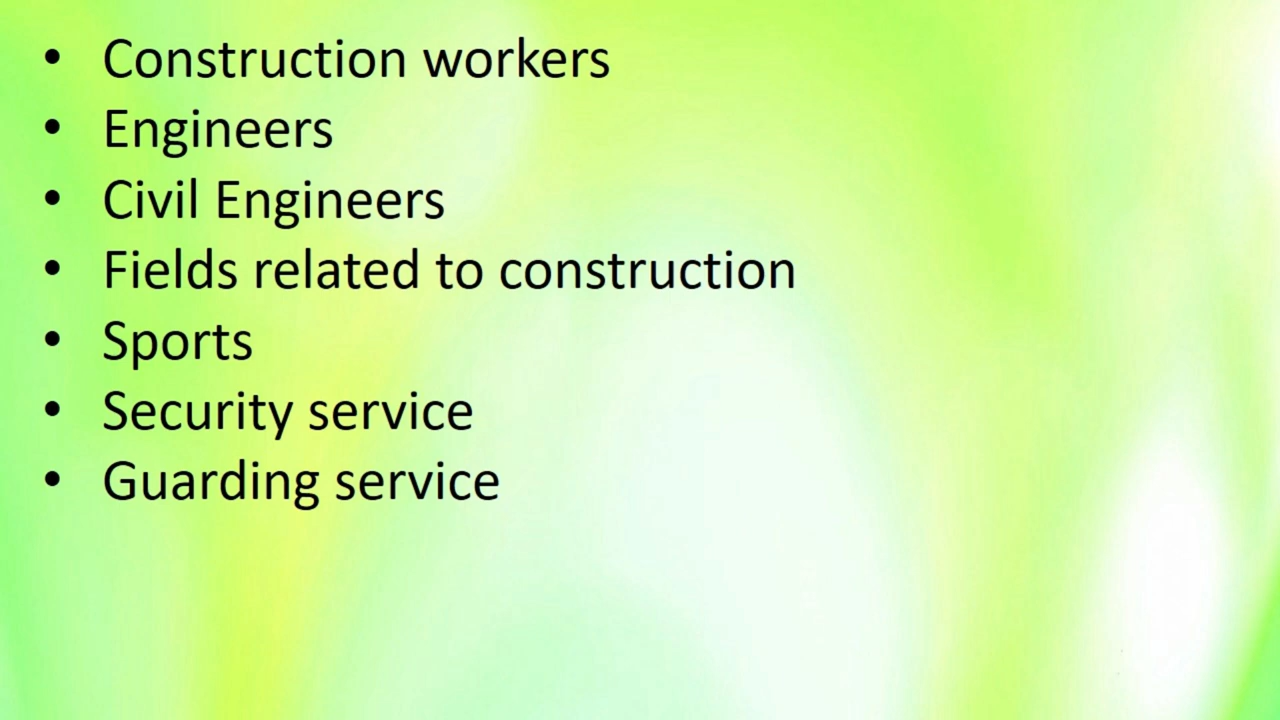 • Construction workers
• Engineers
• Civil Engineers
• Fields related to construction
• Sports
• Security service
• Guarding service